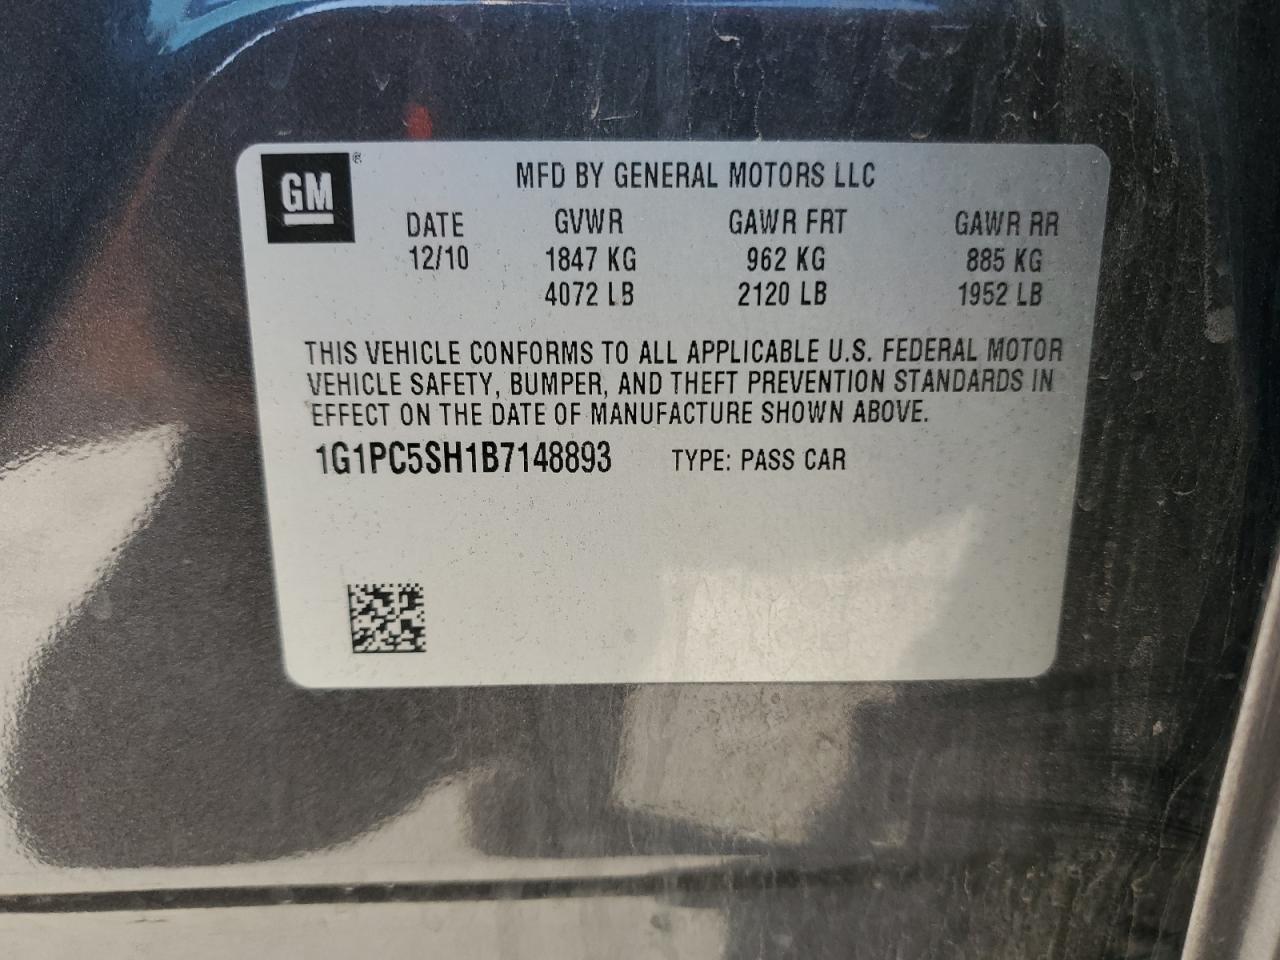 GM ®
MFD BY GENERAL MOTORS LLC
DATE GVWR GAWR FRT GAWR RR
12/10 1847 KG 962 KG 885 KG
4072 LB 2120 LB 1952 LB
THIS VEHICLE CONFORMS TO ALL APPLICABLE U.S. FEDERAL MOTOR
VEHICLE SAFETY, BUMPER, AND THEFT PREVENTION STANDARDS IN
EFFECT ON THE DATE OF MANUFACTURE SHOWN ABOVE.
1G1PC5SH1B7148893 TYPE: PASS CAR